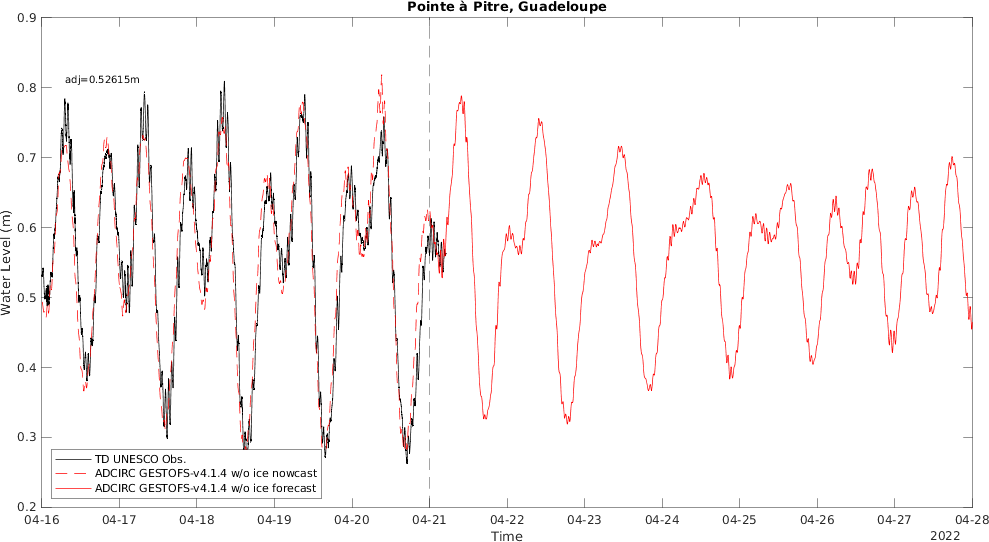 Pointe à Pitre, Guadeloupe
adj=0.52615m
Water Level (m)
0.9
0.8
0.7
0.6
0.5
0.4
0.3
0.2
TD UNESCO Obs.
ADCIRC GESTOFS-v4.1.4 w/o ice nowcast
ADCIRC GESTOFS-v4.1.4 w/o ice forecast
04-16 04-17 04-18 04-19 04-20 04-21 04-22 04-23 04-24 04-25 04-26 04-27 04-28
Time
2022